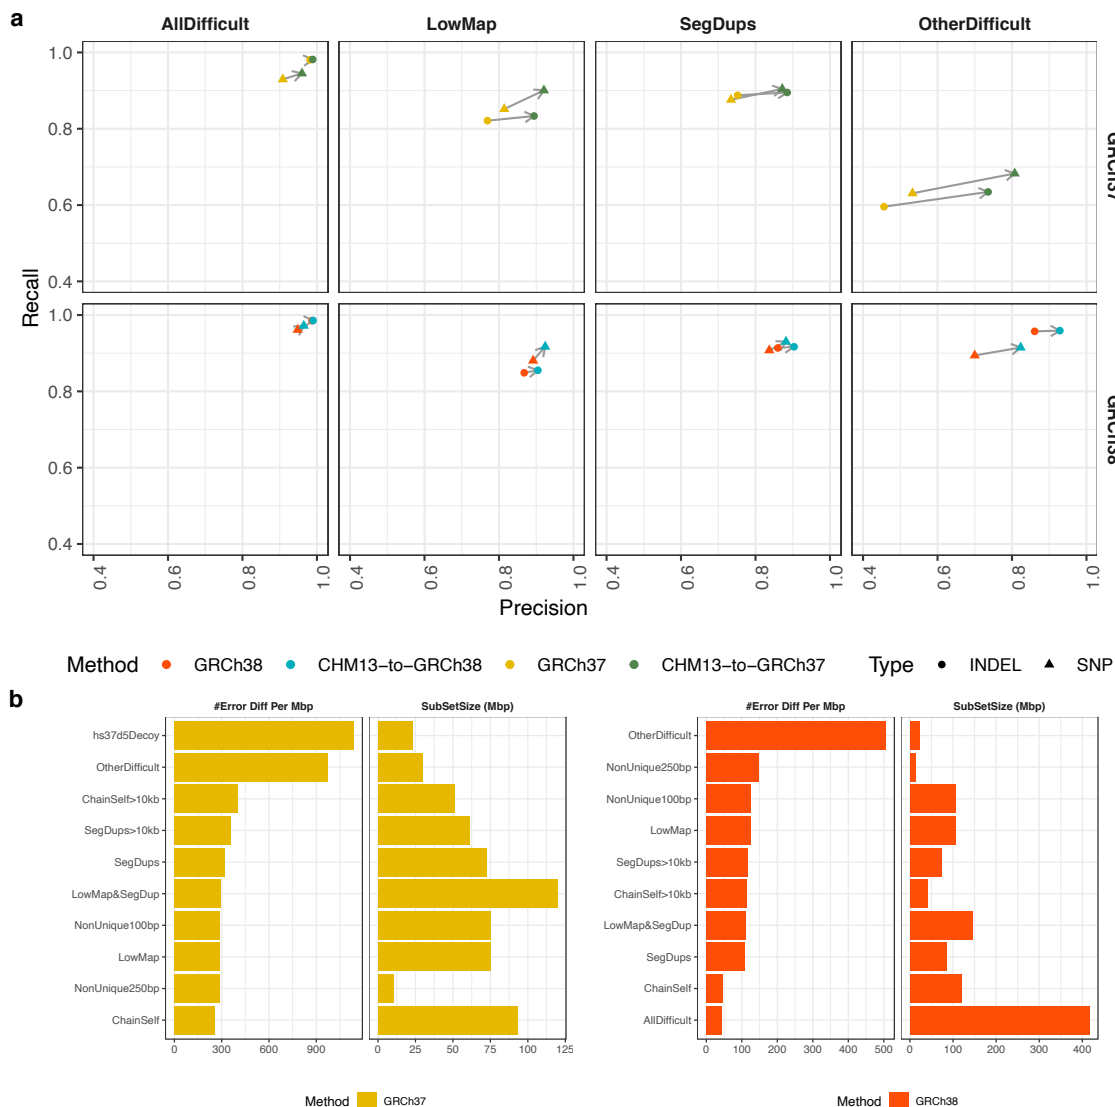 a
AllDifficult LowMap SegDups OtherDifficult
1.0
0.8
0.6
0.4
GRCh37
Recall
1.0
0.8
0.6
0.4
GRCh38
0.4 0.6 0.8 1.0 0.4 0.6 0.8 1.0 0.4 0.6 0.8 1.0 0.4 0.6 0.8 1.0
Precision
Method GRCh38 CHM13−to−GRCh38 GRCh37 CHM13−to−GRCh37 Type INDEL SNP
b
#Error Diff Per Mbp SubSetSize (Mbp)
hs37d5Decoy
OtherDifficult
ChainSelf>10kb
SegDups>10kb
SegDups
LowMap&SegDup
NonUnique100bp
LowMap
NonUnique250bp
ChainSelf
0 300 600 900 0 25 50 75 100 125
Method GRCh37
#Error Diff Per Mbp SubSetSize (Mbp)
OtherDifficult
NonUnique250bp
NonUnique100bp
LowMap
SegDups>10kb
ChainSelf>10kb
LowMap&SegDup
SegDups
ChainSelf
AllDifficult
0 100 200 300 400 500 0 100 200 300 400
Method GRCh38